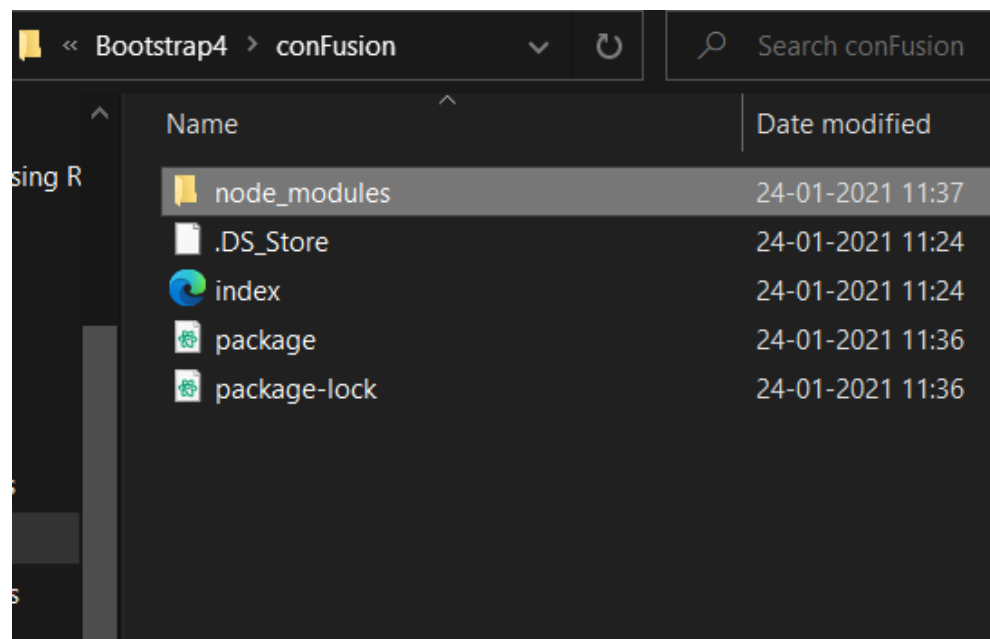 « Bootstrap4 > conFusion
Search conFusion
Name
Date modified
sing R
node_modules 24-01-2021 11:37
.DS_Store 24-01-2021 11:24
index 24-01-2021 11:24
package 24-01-2021 11:36
package-lock 24-01-2021 11:36
s
s